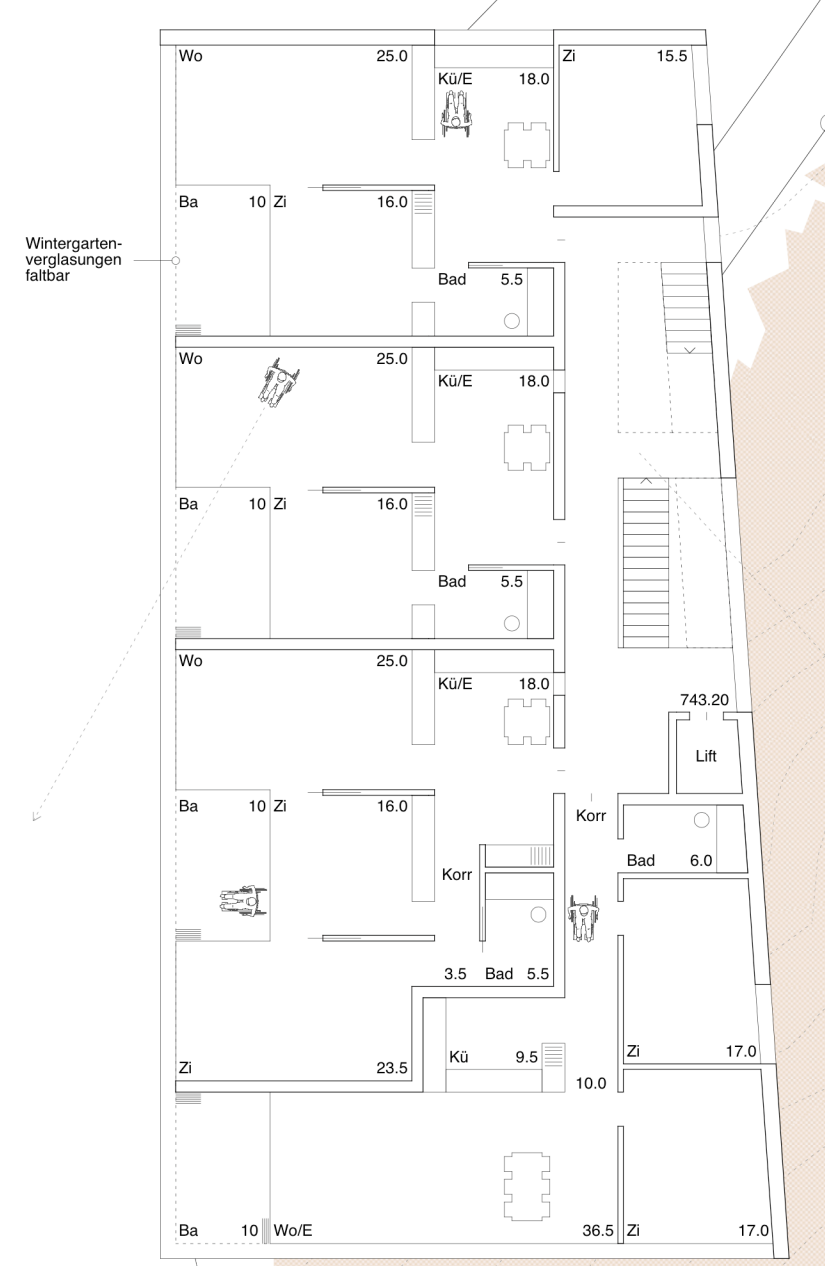 Wo 25.0
Kü/E 18.0
Zi 15.5
Ba 10 Zi 16.0
Wintergarten-
verglasungen
faltbar
Bad 5.5
Wo 25.0
Kü/E 18.0
Ba 10 Zi 16.0
Bad 5.5
Wo 25.0
Kü/E 18.0
743.20
Lift
Ba 10 Zi 16.0
Korr
Bad 6.0
Korr
3.5 Bad 5.5
Kü 9.5
Zi 17.0
Zi 23.5
10.0
Ba 10 Wo/E 36.5
Zi 17.0